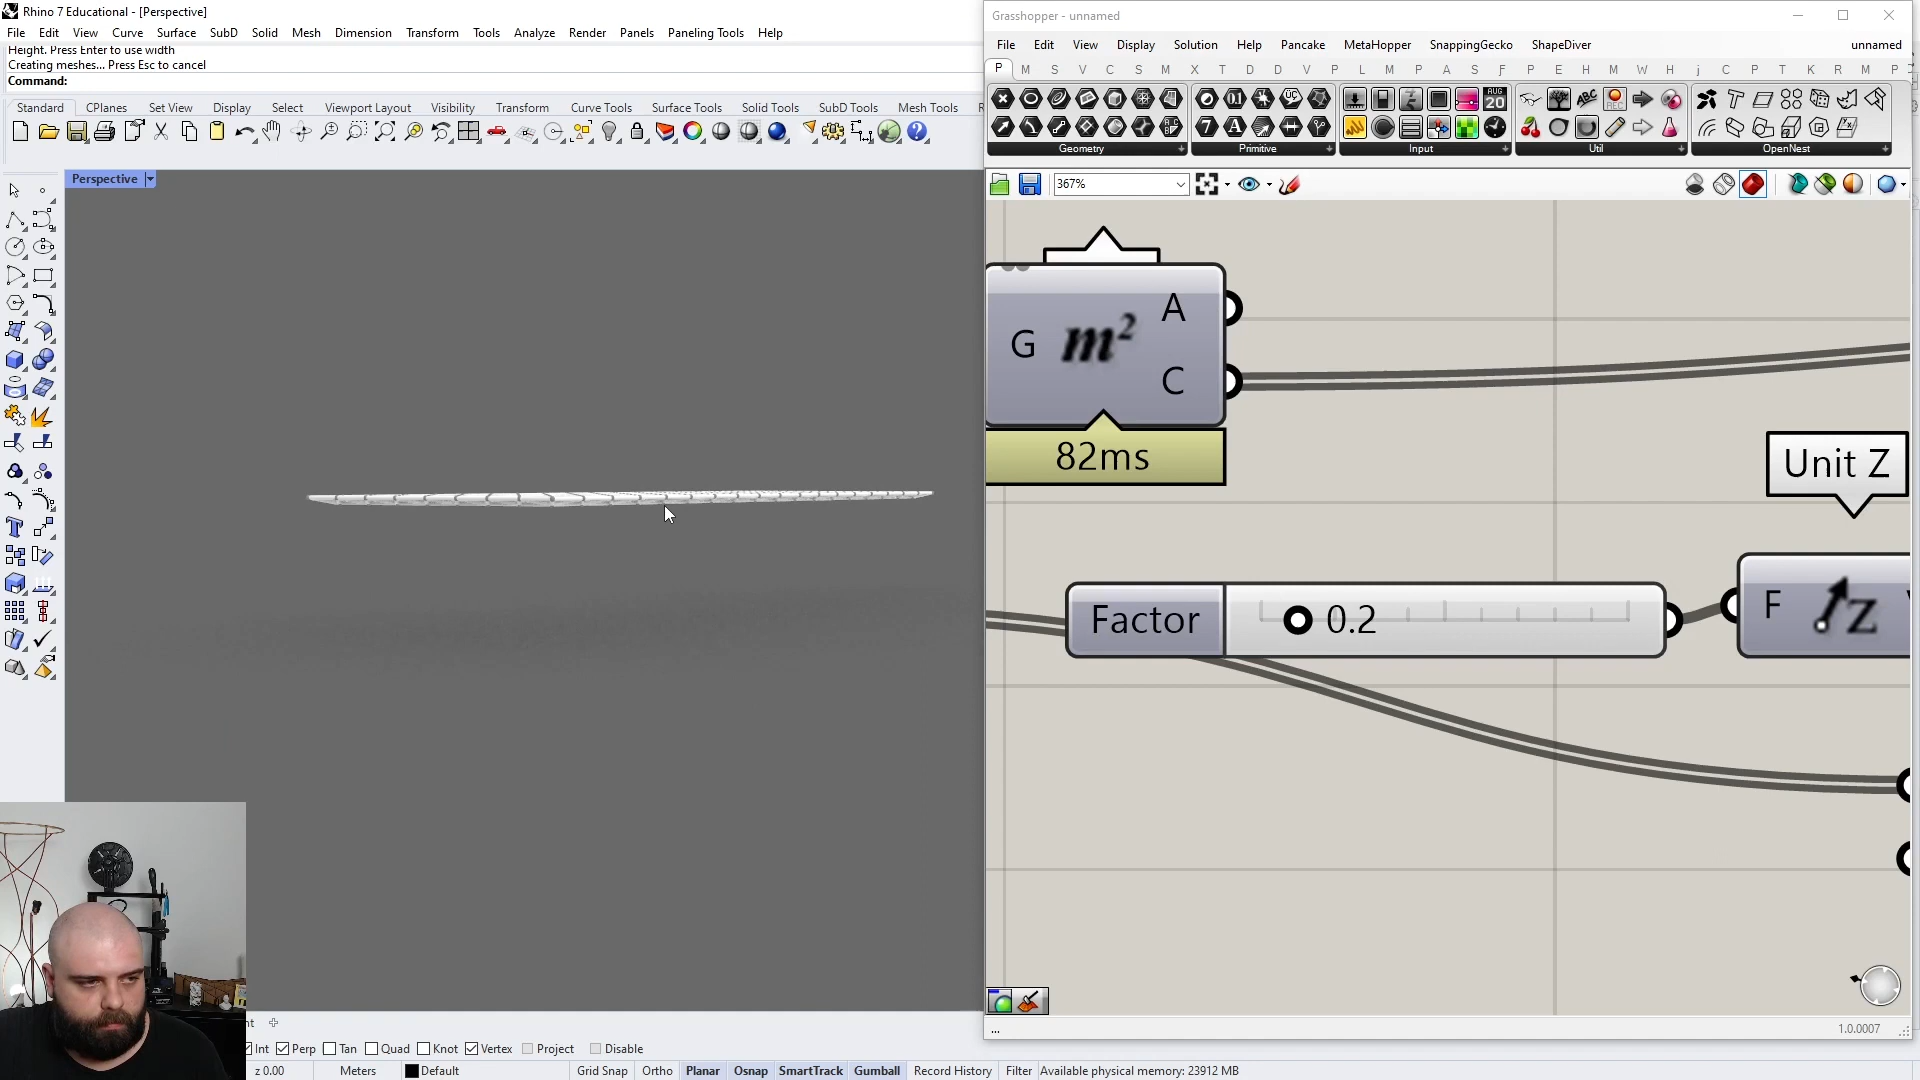 Rhino 7 Educational - [Perspective]
File Edit View Curve Surface SubD Solid Mesh Dimension Transform Tools Analyze Render Panels Paneling Tools Help
Height. Press Enter to use width
Creating meshes... Press Esc to cancel
Command:
Standard CPlanes Set View Display Select Viewport Layout Visibility Transform Curve Tools Surface Tools Solid Tools SubD Tools Mesh Tools
Perspective
Grasshopper - unnamed
File Edit View Display Solution Help Pancake MetaHopper SnappingGecko ShapeDiver unnamed
P M S V C S M X T D D V P L M P A S F P E H M W H j C P T K R M P
Geometry Primitive Input Util OpenNest
367%
A
G m²
C
82ms
Unit Z
Factor 0.2
F Z
...
1.0.0007
Int Perp Tan Quad Knot Vertex Project Disable
z 0.00 Meters Default Grid Snap Ortho Planar Osnap SmartTrack Gumball Record History Filter Available physical memory: 23912 MB